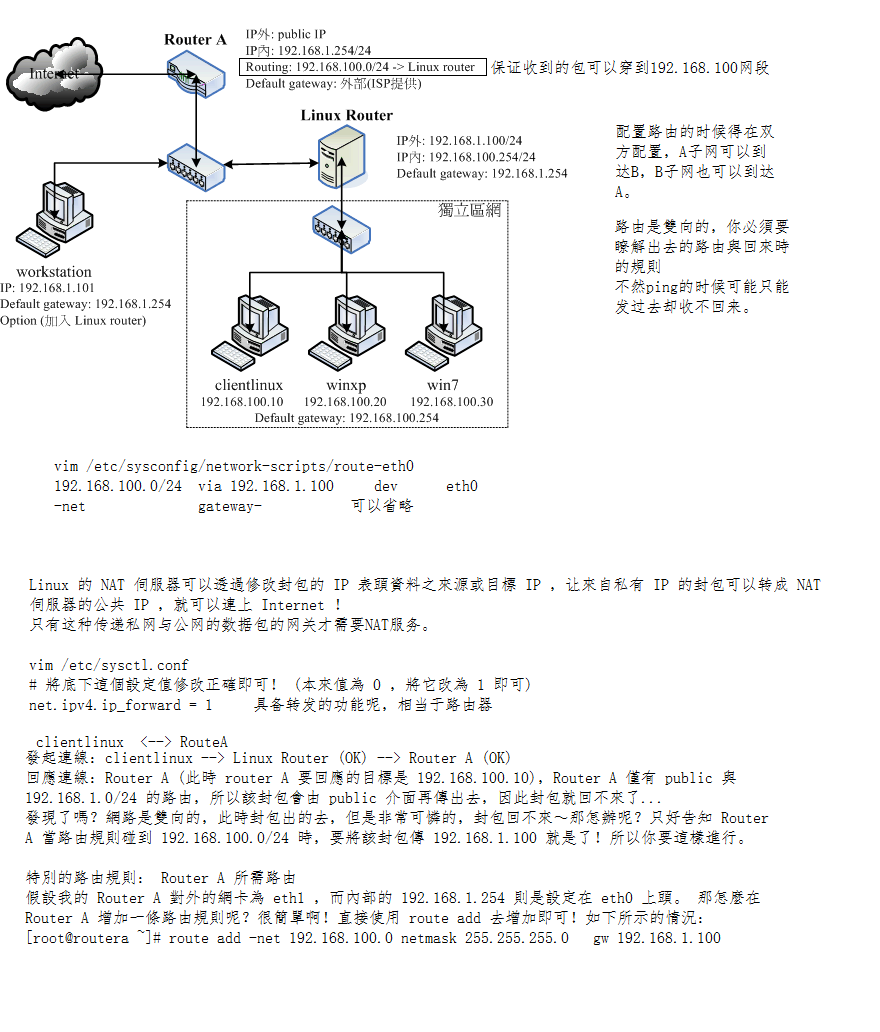 Router A
IP外: public IP
IP內: 192.168.1.254/24
Routing: 192.168.100.0/24 -> Linux router
保证收到的包可以穿到192.168.100网段
Default gateway: 外部(ISP提供)
Internet
Linux Router
IP外: 192.168.1.100/24
IP內: 192.168.100.254/24
Default gateway: 192.168.1.254
配置路由的时候得在双
方配置，A子网可以到
达B，B子网也可以到达
A。
路由是雙向的，你必須要
瞭解出去的路由與回來時
的規則
不然ping的时候可能只能
发过去却收不回来。
獨立區網
workstation
IP: 192.168.1.101
Default gateway: 192.168.1.254
Option (加入 Linux router)
clientlinux
192.168.100.10
winxp
192.168.100.20
win7
192.168.100.30
Default gateway: 192.168.100.254
vim /etc/sysconfig/network-scripts/route-eth0
192.168.100.0/24 via 192.168.1.100 dev eth0
-net gateway- 可以省略
Linux 的 NAT 伺服器可以透過修改封包的 IP 表頭資料之來源或目標 IP ，让來自私有 IP 的封包可以转成 NAT
伺服器的公共 IP ，就可以連上 Internet ！
只有这种传递私网与公网的数据包的网关才需要NAT服务。
vim /etc/sysctl.conf
# 將底下這個設定值修改正確即可！ (本來值為 0 ，將它改為 1 即可)
net.ipv4.ip_forward = 1 具备转发的功能呢，相当于路由器
clientlinux <--> RouteA
發起連線：clientlinux --> Linux Router (OK) --> Router A (OK)
回應連線：Router A (此時 router A 要回應的目標是 192.168.100.10)，Router A 僅有 public 與
192.168.1.0/24 的路由，所以該封包會由 public 介面再傳出去，因此封包就回不來了...
發現了嗎？網路是雙向的，此時封包出的去，但是非常可憐的，封包回不來～那怎辦呢？只好告知 Router
A 當路由規則碰到 192.168.100.0/24 時，要將該封包傳 192.168.1.100 就是了！所以你要這樣進行。
特別的路由規則： Router A 所需路由
假設我的 Router A 對外的網卡為 eth1 ，而內部的 192.168.1.254 則是設定在 eth0 上頭。 那怎麼在
Router A 增加一條路由規則呢？很簡單啊！直接使用 route add 去增加即可！如下所示的情況：
[root@routera ~]# route add -net 192.168.100.0 netmask 255.255.255.0 gw 192.168.1.100